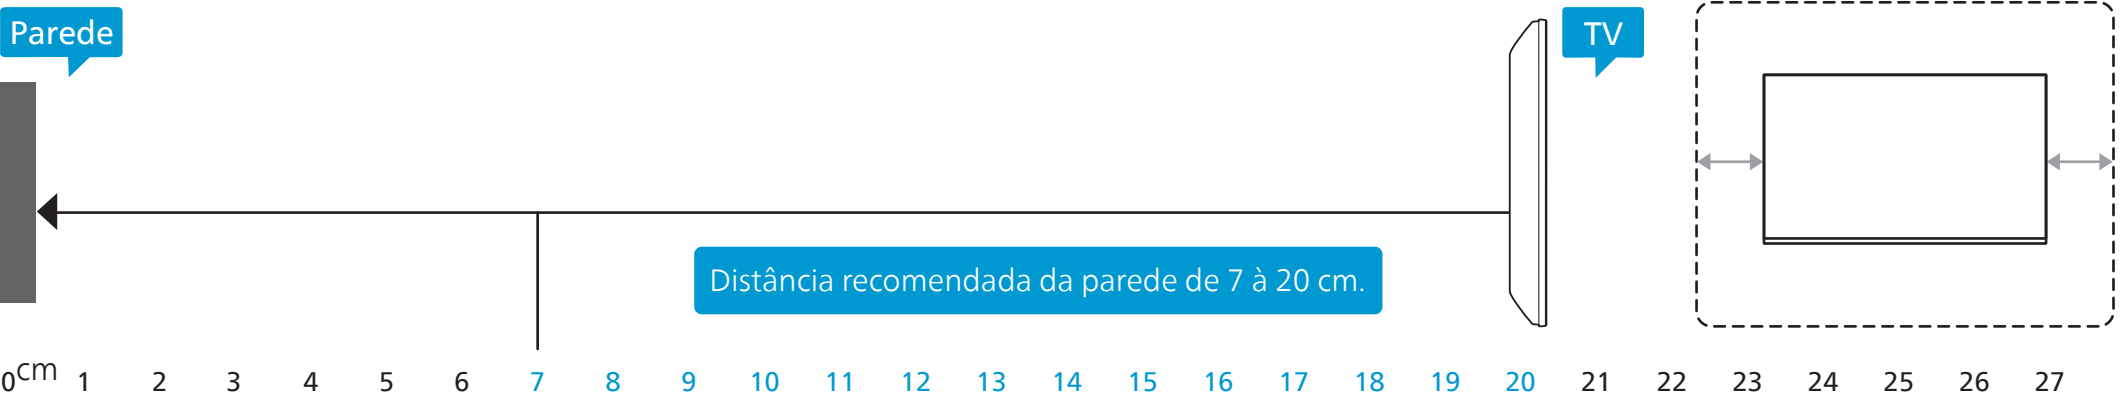 Parede
TV
Distância recomendada da parede de 7 à 20 cm.
0cm 1 2 3 4 5 6 7 8 9 10 11 12 13 14 15 16 17 18 19 20 21 22 23 24 25 26 27